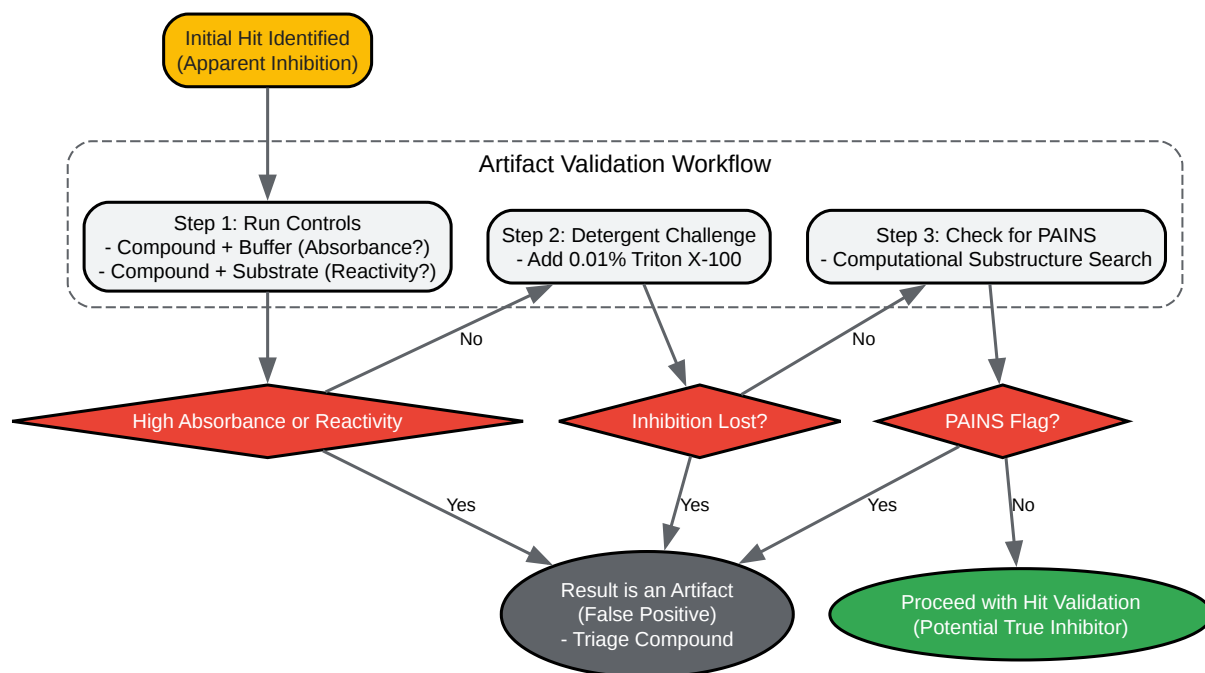 Initial Hit Identified
(Apparent Inhibition)
Artifact Validation Workflow
Step 1: Run Controls
- Compound + Buffer (Absorbance?)
- Compound + Substrate (Reactivity?)
Step 2: Detergent Challenge
- Add 0.01% Triton X-100
Step 3: Check for PAINS
- Computational Substructure Search
No
No
High Absorbance or Reactivity
Inhibition Lost?
PAINS Flag?
Yes
Yes
Yes
No
Result is an Artifact
(False Positive)
- Triage Compound
Proceed with Hit Validation
(Potential True Inhibitor)